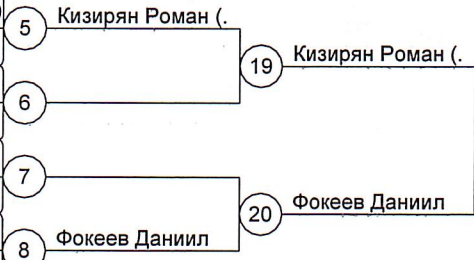 5 Кизирян Роман (.
19 Кизирян Роман (.
6
7
20 Фокеев Даниил
8 Фокеев Даниил